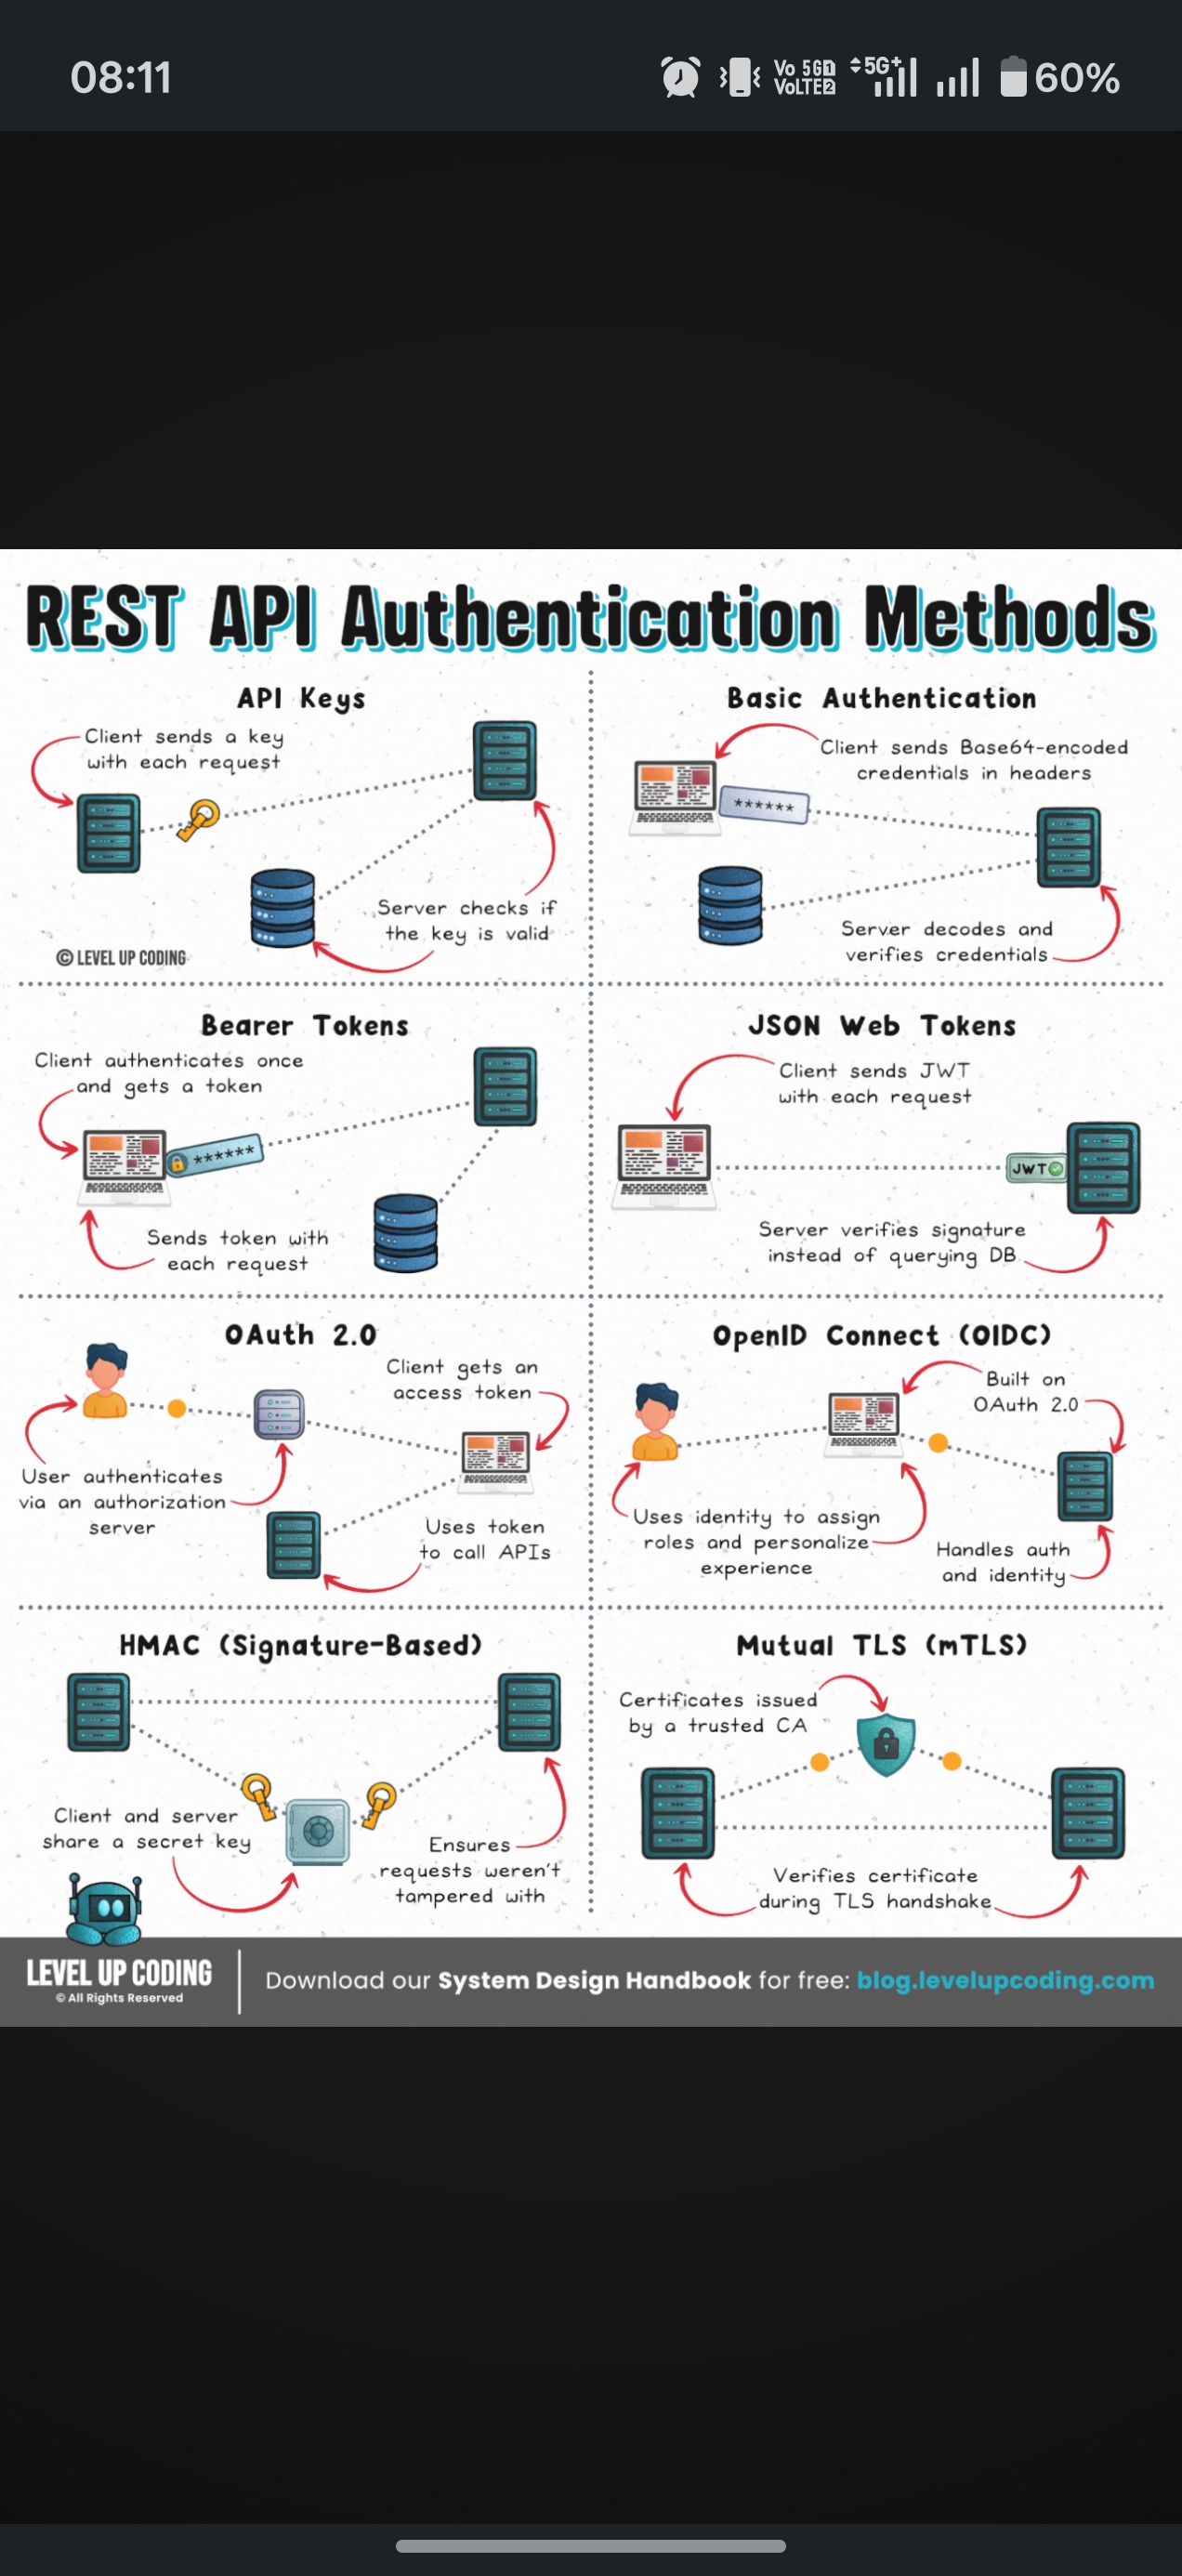 08:11
Vo 5G 1
VoLTE 2
5G+
60%
REST API Authentication Methods
API Keys
Client sends a key
with each request
Server checks if
the key is valid
© LEVEL UP CODING
Basic Authentication
Client sends Base64-encoded
credentials in headers
******
Server decodes and
verifies credentials
Bearer Tokens
Client authenticates once
and gets a token
******
Sends token with
each request
JSON Web Tokens
Client sends JWT
with each request
JWT
Server verifies signature
instead of querying DB
OAuth 2.0
Client gets an
access token
User authenticates
via an authorization
server
Uses token
to call APIs
OpenID Connect (OIDC)
Built on
OAuth 2.0
Uses identity to assign
roles and personalize
experience
Handles auth
and identity
HMAC (Signature-Based)
Client and server
share a secret key
Ensures
requests weren't
tampered with
Mutual TLS (mTLS)
Certificates issued
by a trusted CA
Verifies certificate
during TLS handshake
LEVEL UP CODING
© All Rights Reserved
Download our System Design Handbook for free: blog.levelupcoding.com